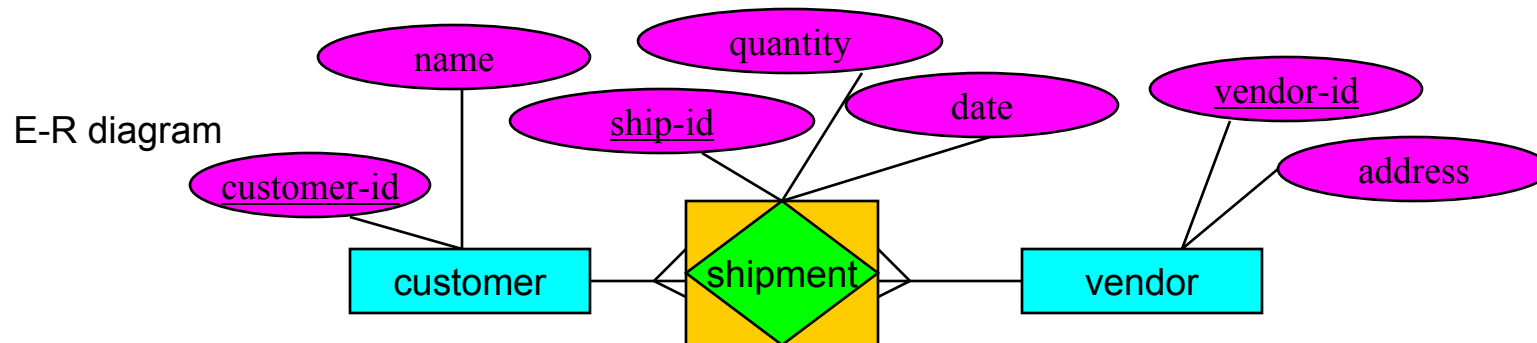 quantity
name
vendor-id
date
ship-id
E-R diagram
address
customer-id
shipment
customer
vendor